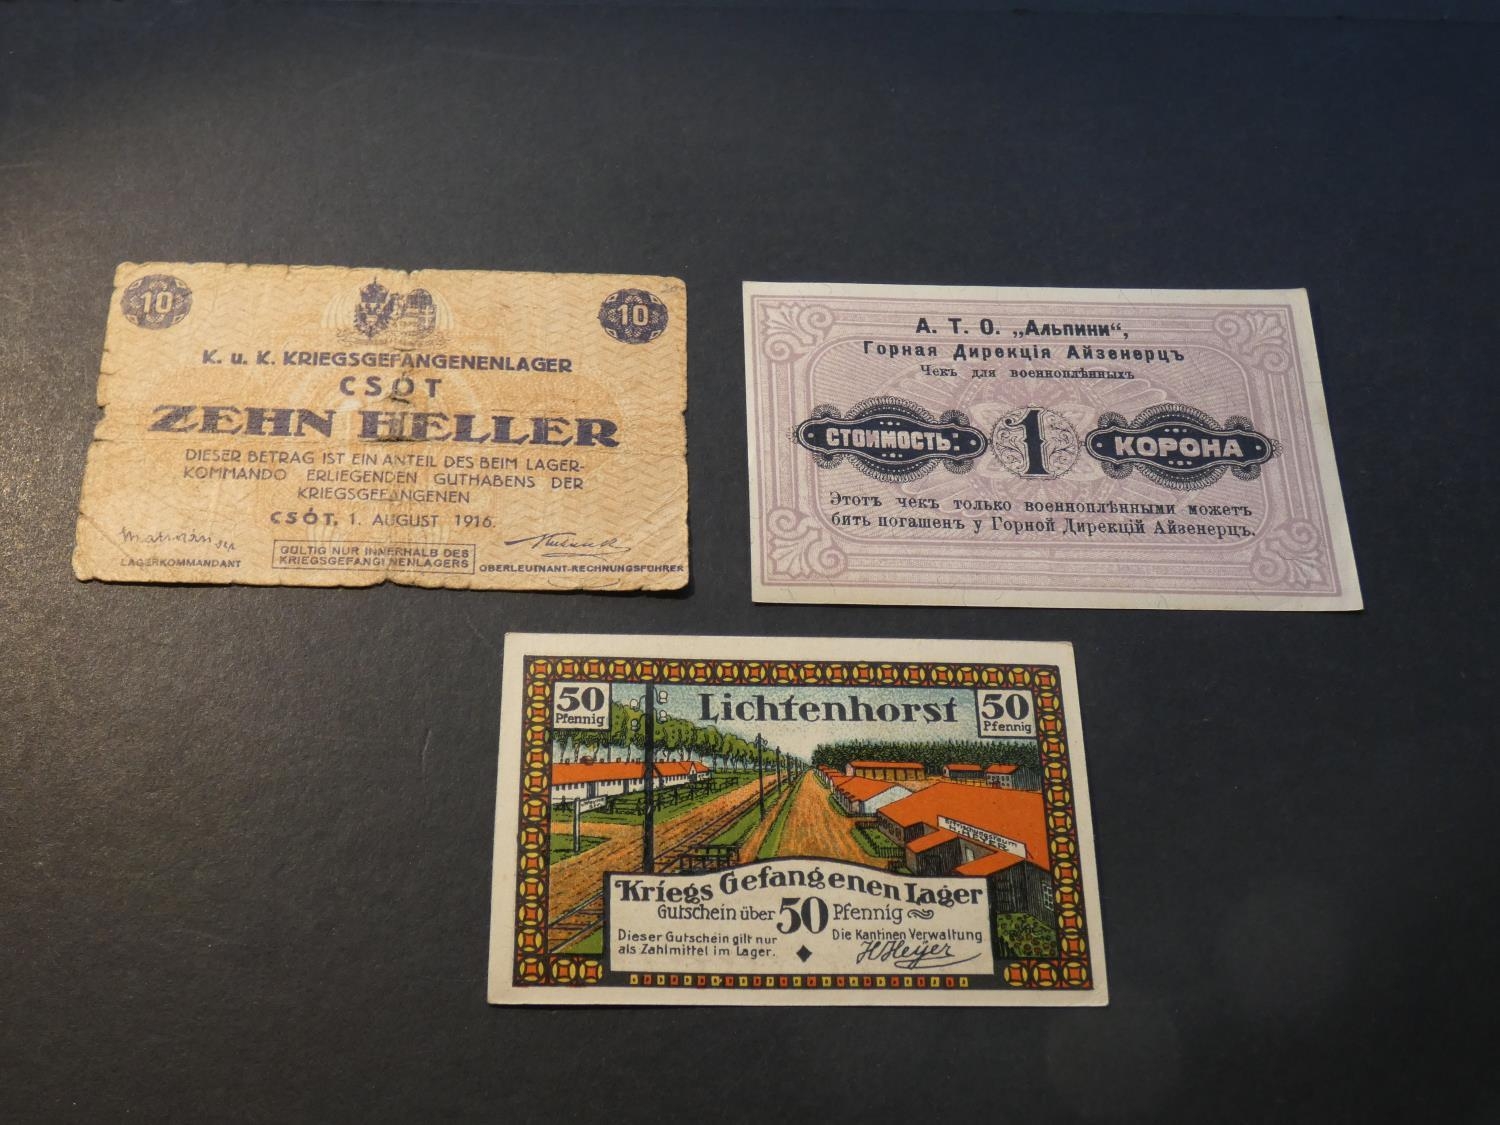 10
10
K. u. K. KRIEGSGEFANGENENLAGER
CSÓT
ZEHN HELLER
DIESER BETRAG IST EIN ANTEIL DES BEIM LAGER-
KOMMANDO ERLIEGENDEN GUTHABENS DER
KRIEGSGEFANGENEN
CSÓT, 1. AUGUST 1916.
LAGERKOMMANDANT
GÜLTIG NUR INNERHALB DES
KRIEGSGEFANGENENLAGERS
OBERLEUTNANT-RECHNUNGSFÜHRER
А. Т. О. „Альпини“,
Горная Дирекція Айзенерцъ
Чекъ для военноплѣнныхъ
СТОИМОСТЬ: 1 КОРОНА
Этотъ чекъ только военноплѣнными можетъ
бить погашен у Горной Дирекцій Айзенерцъ.
50
Pfennig
Lichtenhorst
50
Pfennig
H. HEYER
Kriegs Gefangenen Lager
Gutschein über 50 Pfennig
Dieser Gutschein gilt nur
als Zahlmittel im Lager.
Die Kantinen Verwaltung
H Heyer